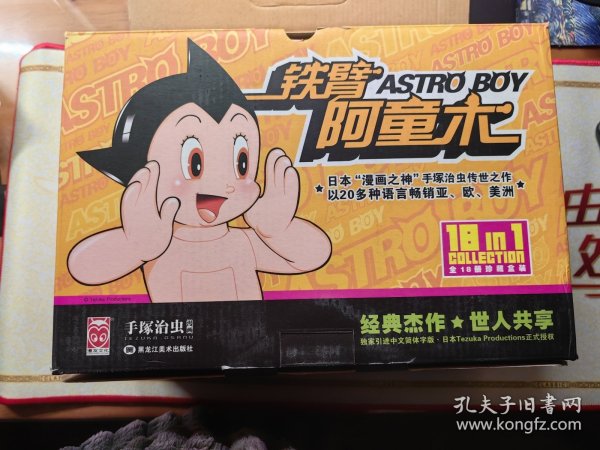 ASTRO BOY
铁臂
ASTRO BOY
阿童木
日本“漫画之神”手塚治虫传世之作
以20多种语言畅销亚、欧、美洲
18 in 1
COLLECTION
全18册珍藏盒装
© Tezuka Productions
手塚治虫
TEZUKA OSAMU
黑龙江美术出版社
经典杰作★世人共享
独家引进中文简体字版·日本Tezuka Productions正式授权
孔夫子旧书网
www.kongfz.com